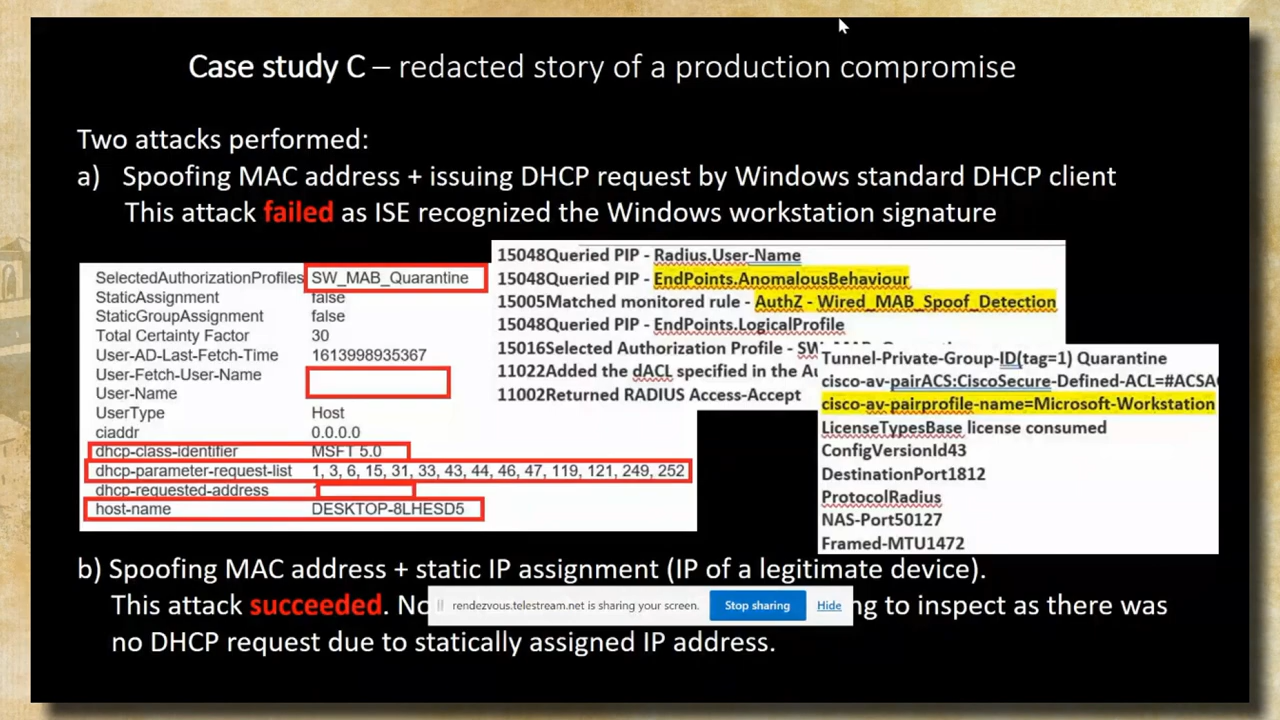 Case study C – redacted story of a production compromise
Two attacks performed:
a) Spoofing MAC address + issuing DHCP request by Windows standard DHCP client
This attack failed as ISE recognized the Windows workstation signature
SelectedAuthorizationProfiles SW_MAB_Quarantine
StaticAssignment false
StaticGroupAssignment false
Total Certainty Factor 30
User-AD-Last-Fetch-Time 1613998935367
User-Fetch-User-Name
User-Name
UserType Host
ciaddr 0.0.0.0
dhcp-class-identifier MSFT 5.0
dhcp-parameter-request-list 1, 3, 6, 15, 31, 33, 43, 44, 46, 47, 119, 121, 249, 252
dhcp-requested-address
host-name DESKTOP-8LHESD5
15048Queried PIP - Radius.User-Name
15048Queried PIP - EndPoints.AnomalousBehaviour
15005Matched monitored rule - AuthZ - Wired_MAB_Spoof_Detection
15048Queried PIP - EndPoints.LogicalProfile
15016Selected Authorization Profile -
11022Added the dACL specified in the
11002Returned RADIUS Access-Accept
Tunnel-Private-Group-ID(tag=1) Quarantine
cisco-av-pairACS:CiscoSecure-Defined-ACL=#ACSA
cisco-av-pairprofile-name=Microsoft-Workstation
LicenseTypesBase license consumed
ConfigVersionId43
DestinationPort1812
ProtocolRadius
NAS-Port50127
Framed-MTU1472
b) Spoofing MAC address + static IP assignment (IP of a legitimate device).
This attack succeeded. No to inspect as there was
no DHCP request due to statically assigned IP address.
rendezvous.telestream.net is sharing your screen. Stop sharing Hide